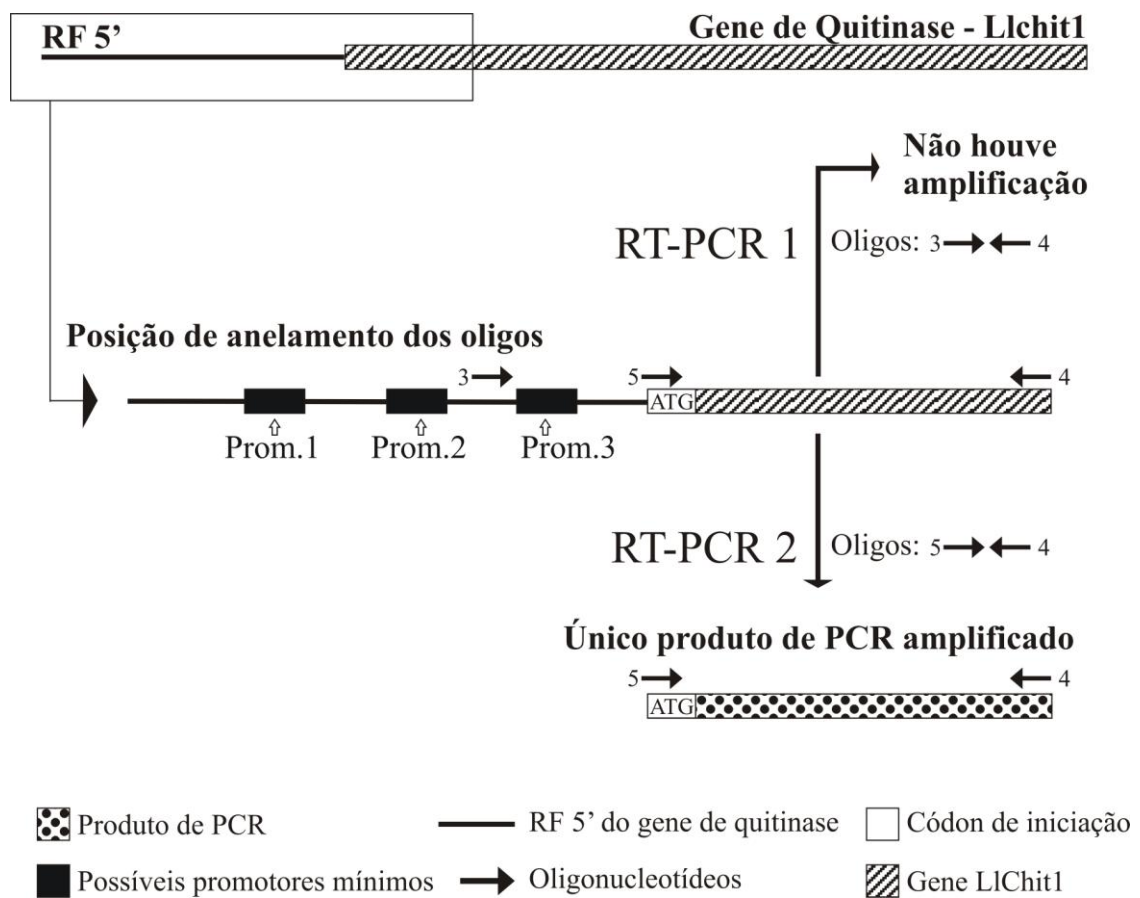 RF 5’
Gene de Quitinase - Llchit1
Não houve
amplificação
RT-PCR 1
Oligos: 3 4
Posição de anelamento dos oligos
3
5
4
ATG
Prom.1
Prom.2
Prom.3
RT-PCR 2
Oligos: 5 4
Único produto de PCR amplificado
5
4
ATG
Produto de PCR
RF 5’ do gene de quitinase
Códon de iniciação
Possíveis promotores mínimos
Oligonucleotídeos
Gene LlChit1